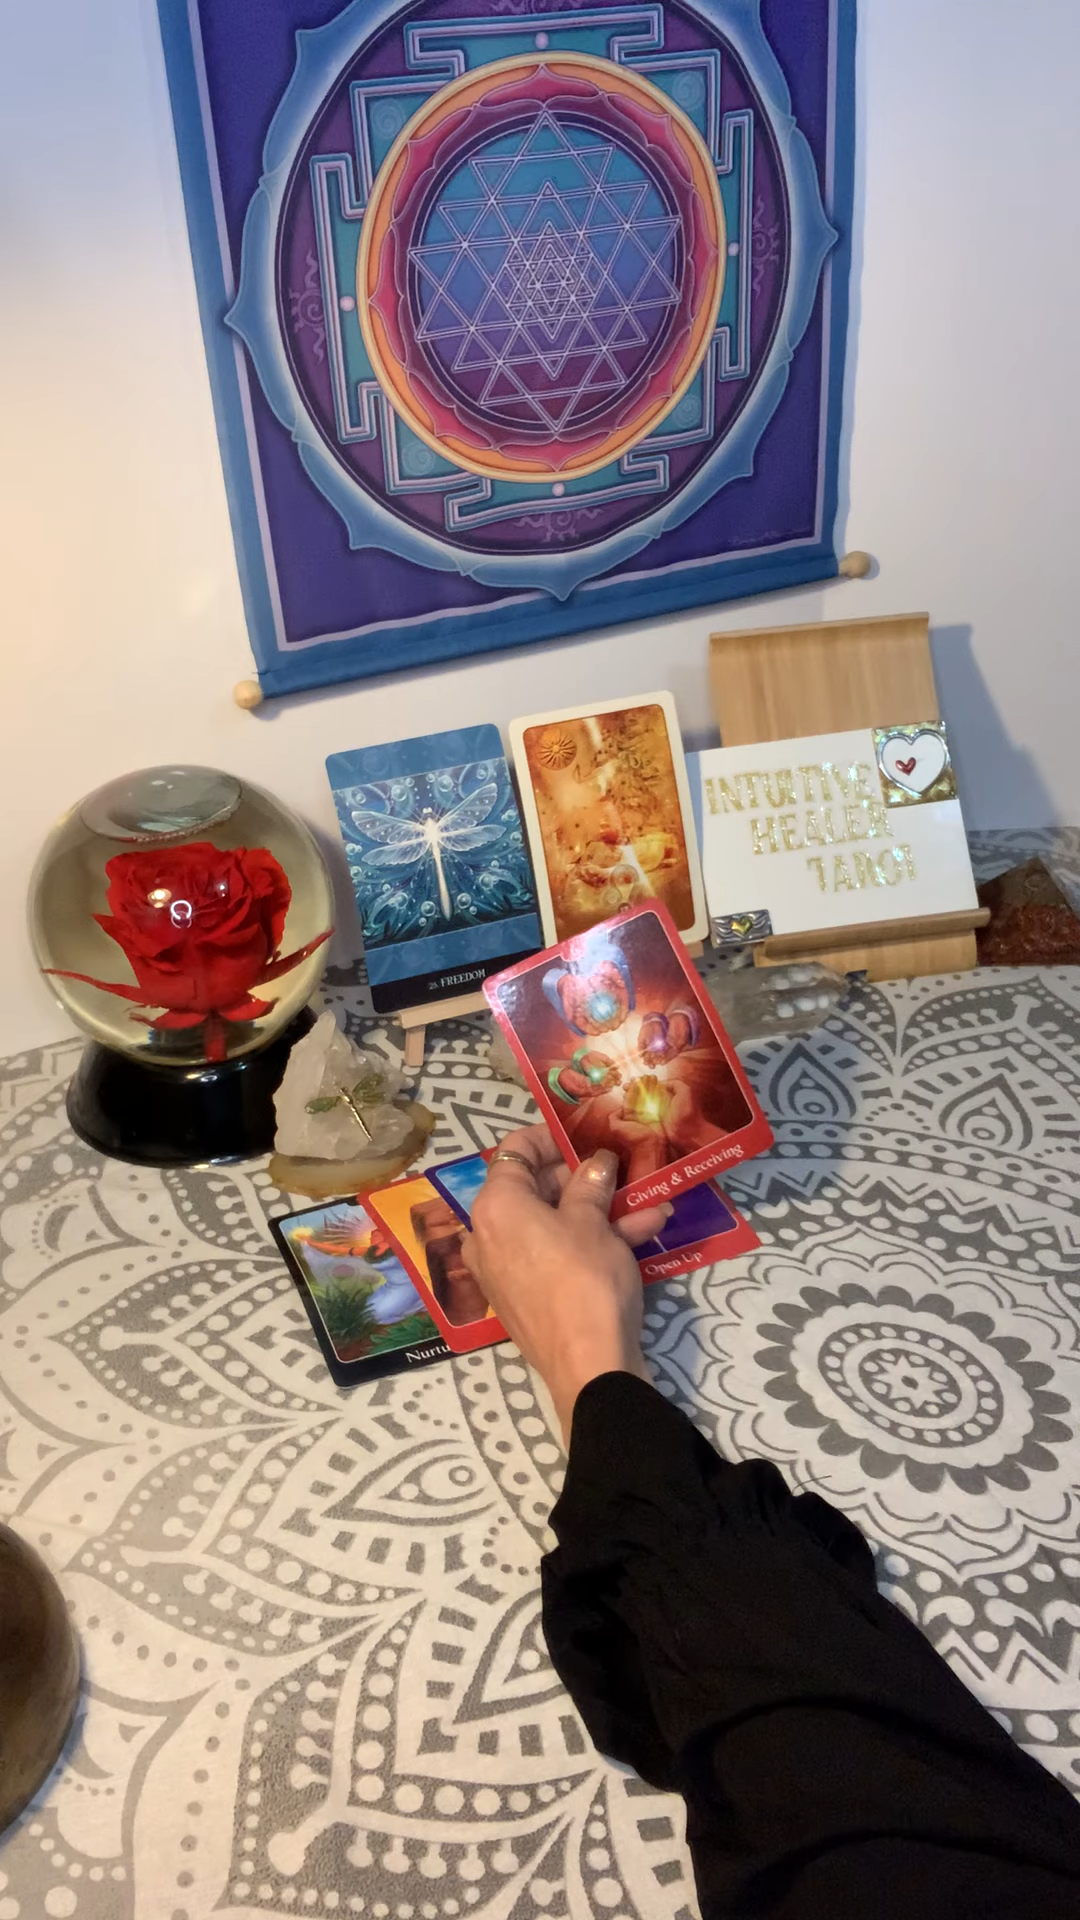 INTUITIVE
HEALER
TAROT
28. FREEDOM
Giving & Receiving
Open Up
Nurtu